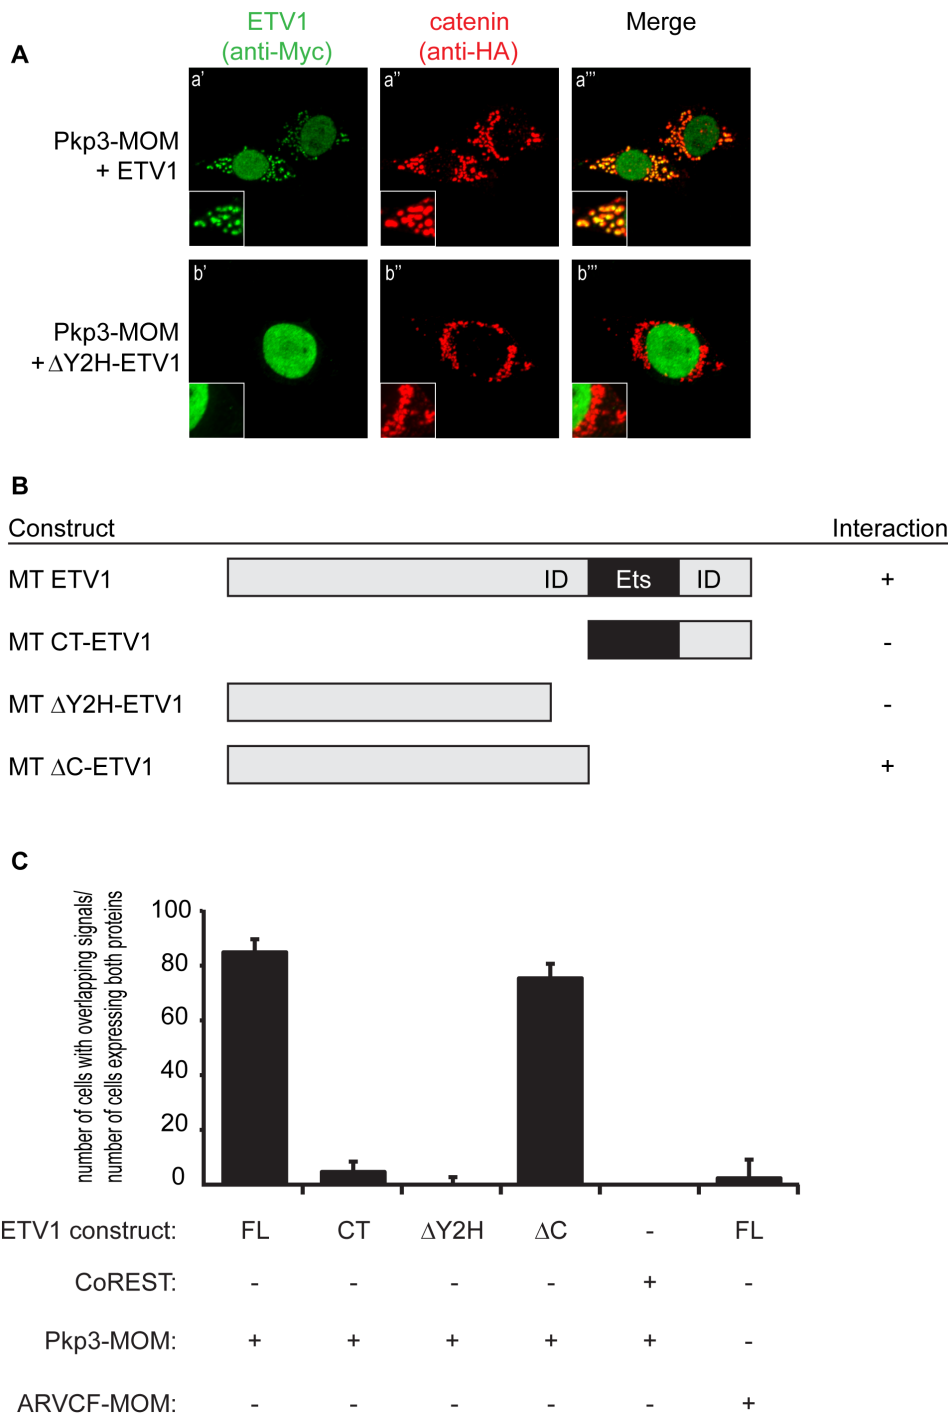 ETV1 catenin Merge
(anti-Myc) (anti-HA)
A
a' a'' a'''
Pkp3-MOM
+ ETV1
b' b'' b'''
Pkp3-MOM
+ ΔY2H-ETV1
B
Construct Interaction
MT ETV1 ID Ets ID +
MT CT-ETV1 -
MT ΔY2H-ETV1 -
MT ΔC-ETV1 +
C
number of cells with overlapping signals/
number of cells expressing both proteins
100
80
60
40
20
0
ETV1 construct: FL CT ΔY2H ΔC - FL
CoREST: - - - - + -
Pkp3-MOM: + + + + + -
ARVCF-MOM: - - - - - +